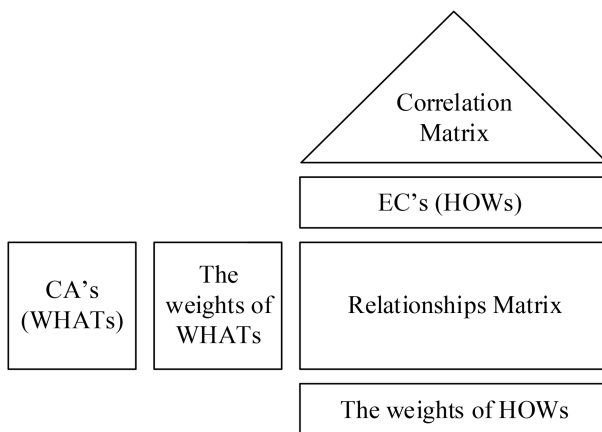 Correlation
Matrix
EC’s (HOWs)
CA’s
(WHATs)
The
weights of
WHATs
Relationships Matrix
The weights of HOWs